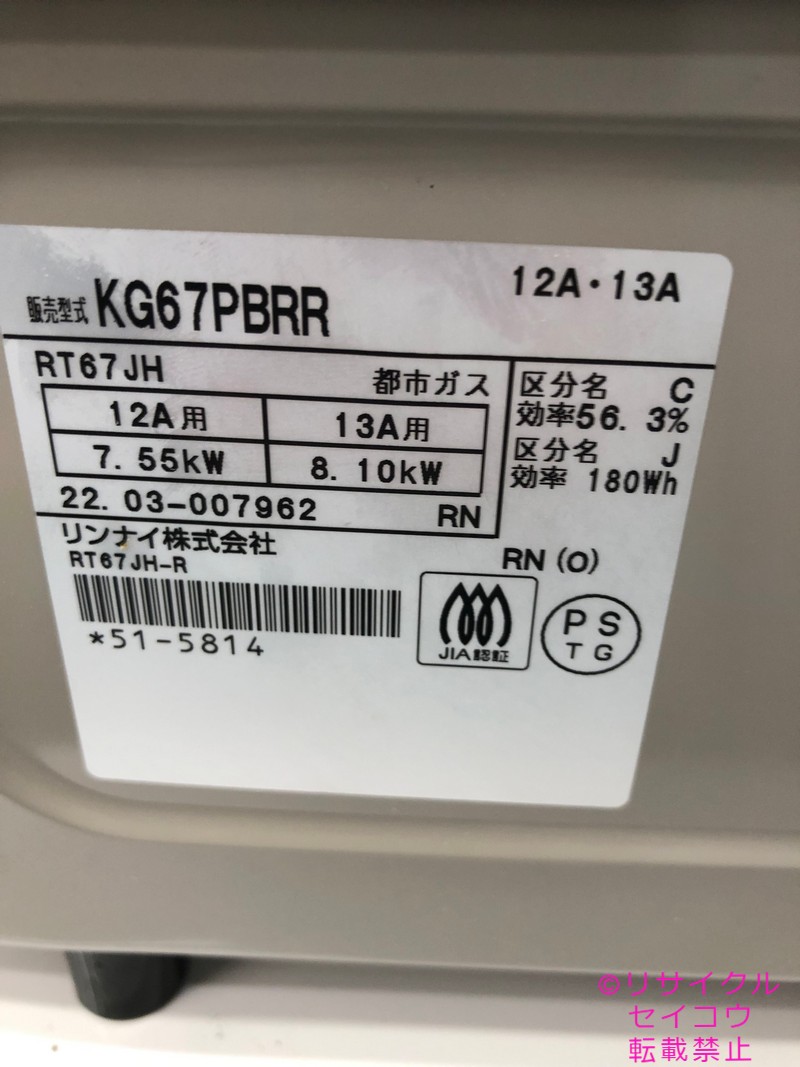 販売型式 KG67PBRR 12A・13A
RT67JH 都市ガス
12A用 13A用
7.55kW 8.10kW
22.03-007962 RN
区分名 C
効率56.3%
区分名 J
効率 180Wh
リンナイ株式会社
RT67JH-R RN(O)
*51-5814
JIA認証
PS
TG
©リサイクル
セイコウ
転載禁止